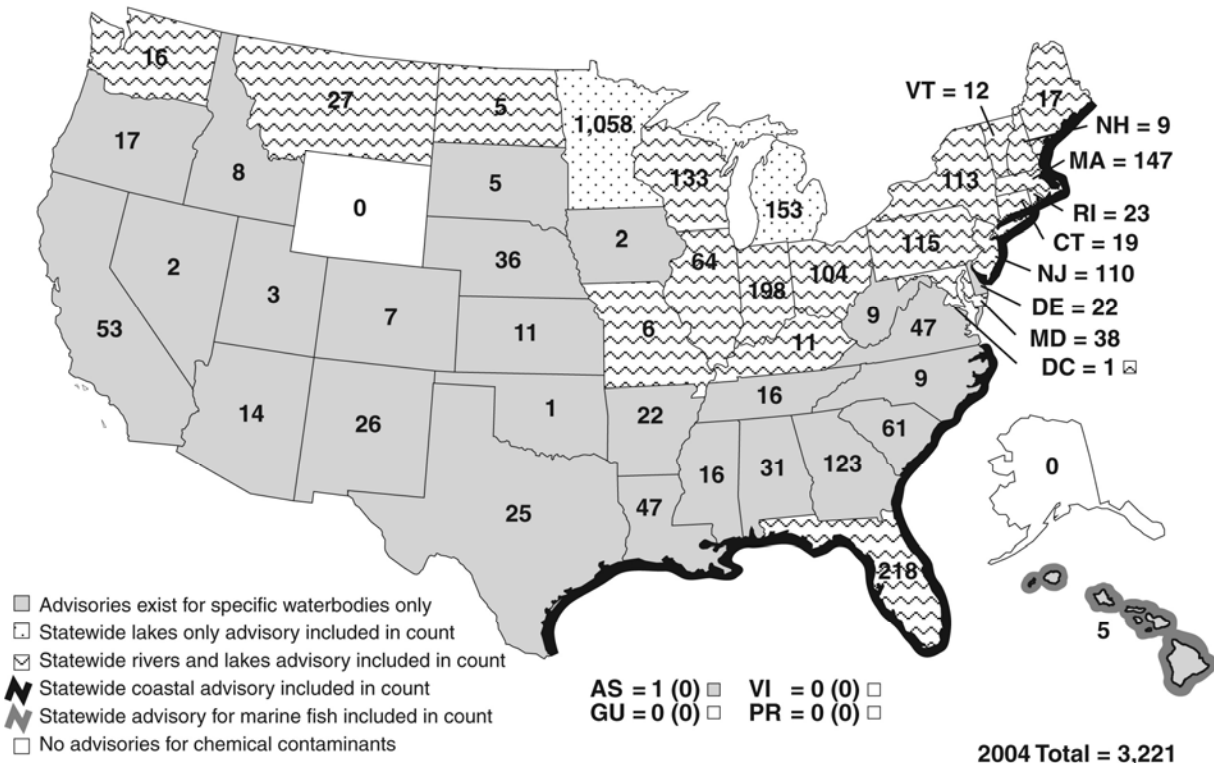 16
27
5
1,058
VT = 12
17
NH = 9
17
8
5
133
153
113
MA = 147
0
RI = 23
2
115
CT = 19
2
36
64
104
198
NJ = 110
3
7
DE = 22
53
11
6
11
9
47
MD = 38
DC = 1
14
26
1
22
16
9
61
0
25
47
16
31
123
218
5
Advisories exist for specific waterbodies only
Statewide lakes only advisory included in count
Statewide rivers and lakes advisory included in count
Statewide coastal advisory included in count
Statewide advisory for marine fish included in count
No advisories for chemical contaminants
AS = 1 (0) VI = 0 (0)
GU = 0 (0) PR = 0 (0)
2004 Total = 3,221